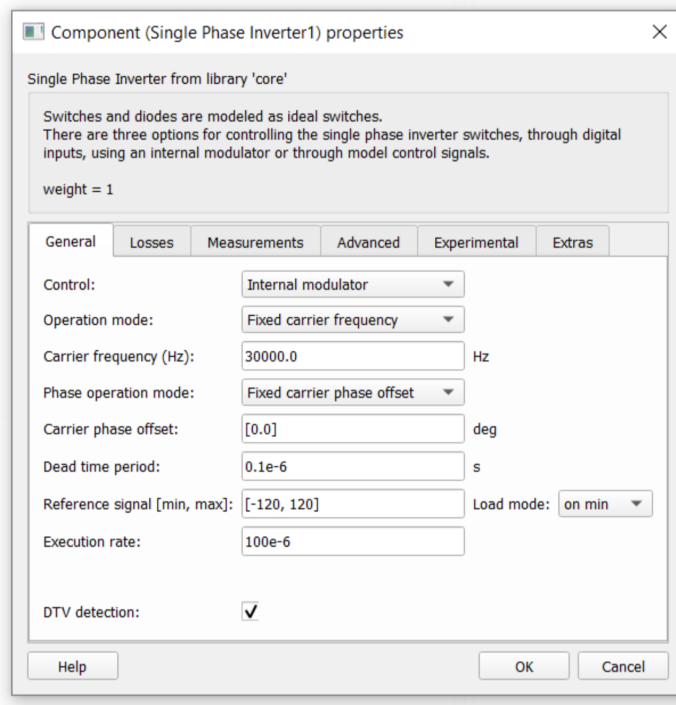 Component (Single Phase Inverter1) properties
Single Phase Inverter from library 'core'
Switches and diodes are modeled as ideal switches.
There are three options for controlling the single phase inverter switches, through digital
inputs, using an internal modulator or through model control signals.
weight = 1
General Losses Measurements Advanced Experimental Extras
Control: Internal modulator
Operation mode: Fixed carrier frequency
Carrier frequency (Hz): 30000.0 Hz
Phase operation mode: Fixed carrier phase offset
Carrier phase offset: [0.0] deg
Dead time period: 0.1e-6 s
Reference signal [min, max]: [-120, 120] Load mode: on min
Execution rate: 100e-6
DTV detection:
Help OK Cancel